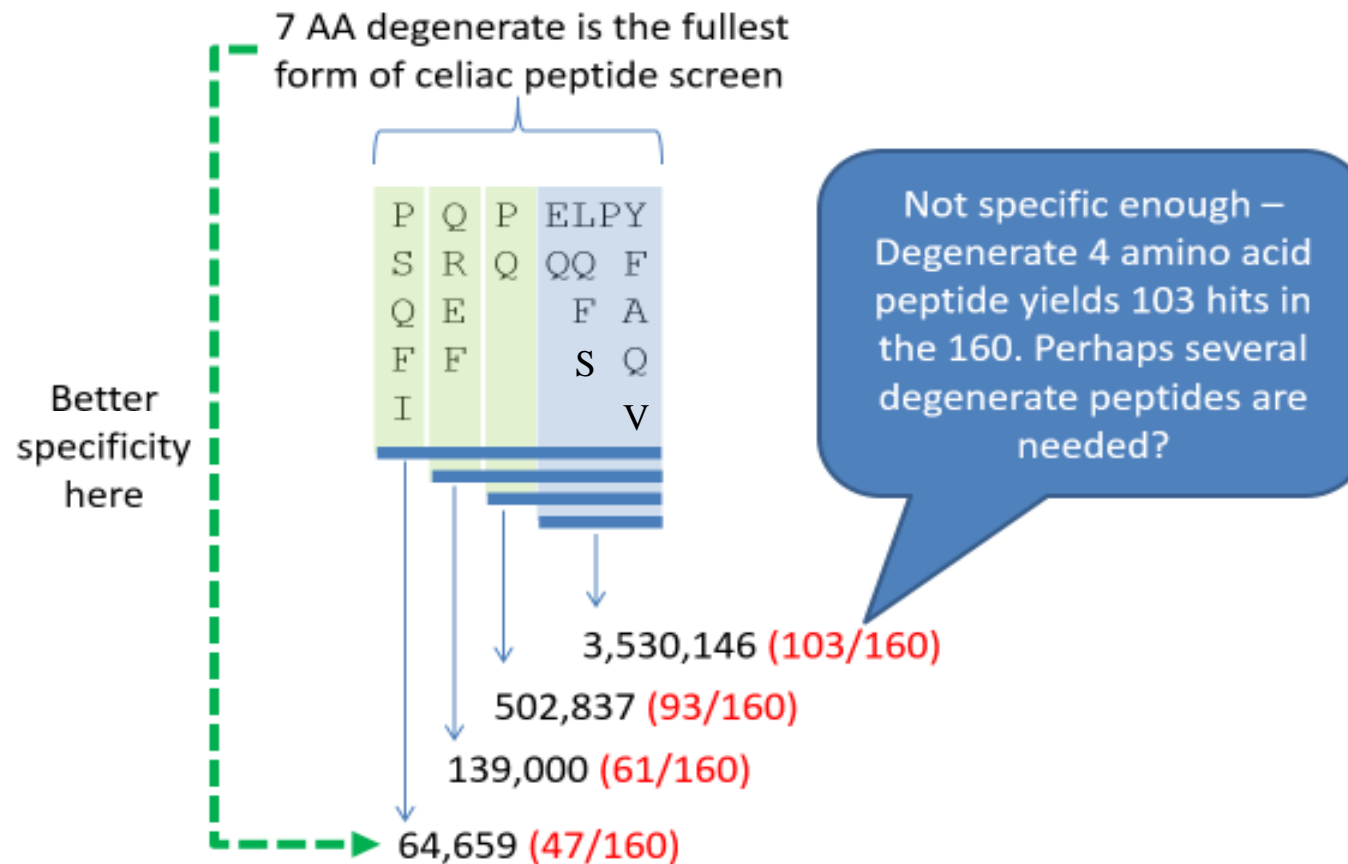 7 AA degenerate is the fullest
form of celiac peptide screen
P Q P ELPY
S R Q QQ F
Q E F A
F F S Q
I V
Better
specificity
here
Not specific enough –
Degenerate 4 amino acid
peptide yields 103 hits in
the 160. Perhaps several
degenerate peptides are
needed?
3,530,146 (103/160)
502,837 (93/160)
139,000 (61/160)
64,659 (47/160)